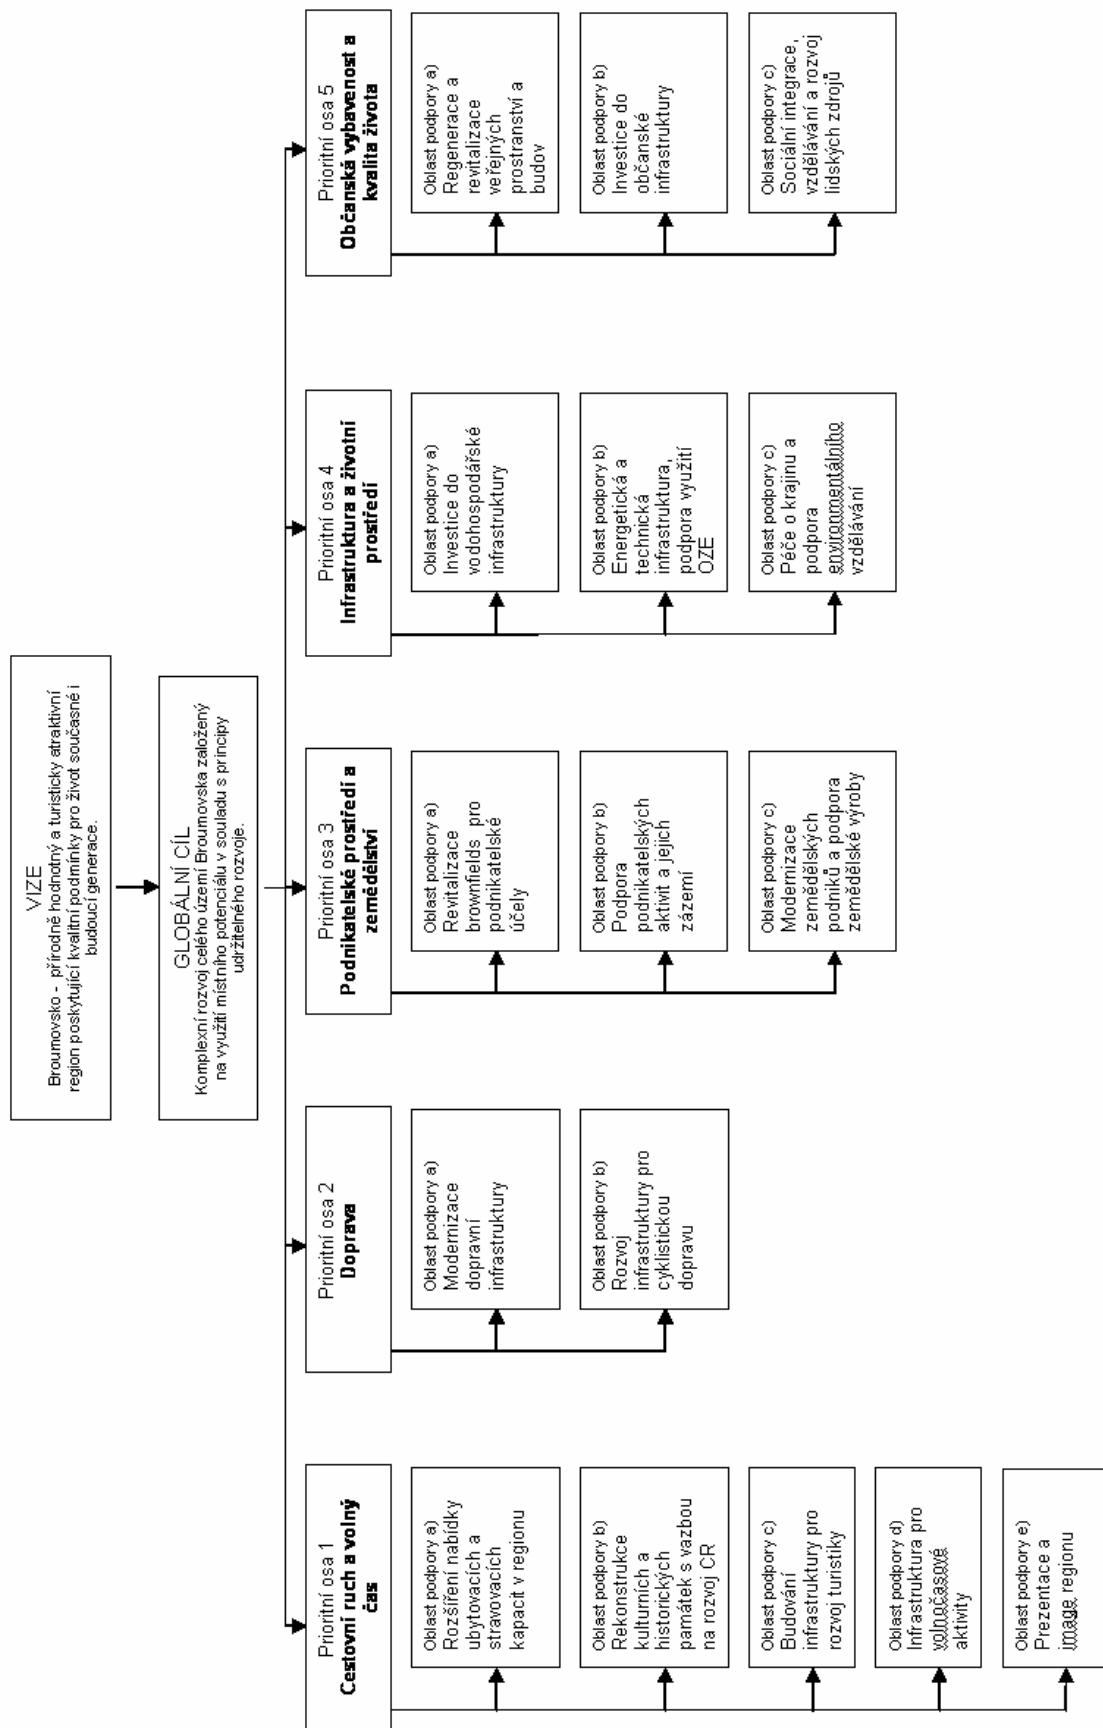 VIZE
Broumovsko - přírodně hodnotný a turisticky atraktivní
region poskytující kvalitní podmínky pro život současné i
budoucí generace.
GLOBÁLNÍ CÍL
Komplexní rozvoj celého území Broumovska založený
na využití místního potenciálu v souladu s principy
udržitelného rozvoje.
Prioritní osa 1
Cestovní ruch a volný
čas
Oblast podpory a)
Rozšíření nabídky
ubytovacích a
stravovacích
kapacit v regionu
Oblast podpory b)
Rekonstrukce
kulturních a
historických
památek s vazbou
na rozvoj CR
Oblast podpory c)
Budování
infrastruktury pro
rozvoj turistiky
Oblast podpory d)
Infrastruktura pro
volnočasové
aktivity
Oblast podpory e)
Prezentace a
image regionu
Prioritní osa 2
Doprava
Oblast podpory a)
Modernizace
dopravní
infrastruktury
Oblast podpory b)
Rozvoj
infrastruktury pro
cyklistickou
dopravu
Prioritní osa 3
Podnikatelské prostředí a
zemědělství
Oblast podpory a)
Revitalizace
brownfields pro
podnikatelské
účely
Oblast podpory b)
Podpora
podnikatelských
aktivit a jejich
zázemí
Oblast podpory c)
Modernizace
zemědělských
podniků a podpora
zemědělské výroby
Prioritní osa 4
Infrastruktura a životní
prostředí
Oblast podpory a)
Investice do
vodohospodářské
infrastruktury
Oblast podpory b)
Energetická a
technická
infrastruktura,
podpora využití
OZE
Oblast podpory c)
Péče o krajinu a
podpora
environmentálního
vzdělávání
Prioritní osa 5
Občanská vybavenost a
kvalita života
Oblast podpory a)
Regenerace a
revitalizace
veřejných
prostranství a
budov
Oblast podpory b)
Investice do
občanské
infrastruktury
Oblast podpory c)
Sociální integrace,
vzdělávání a rozvoj
lidských zdrojů